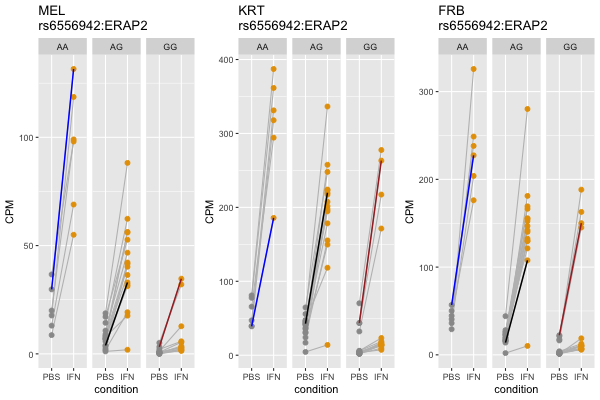 MEL
rs6556942:ERAP2
AA AG GG
CPM
100
50
0
PBS IFN PBS IFN PBS IFN
condition
KRT
rs6556942:ERAP2
AA AG GG
CPM
400
300
200
100
0
PBS IFN PBS IFN PBS IFN
condition
FRB
rs6556942:ERAP2
AA AG GG
CPM
300
200
100
0
PBS IFN PBS IFN PBS IFN
condition